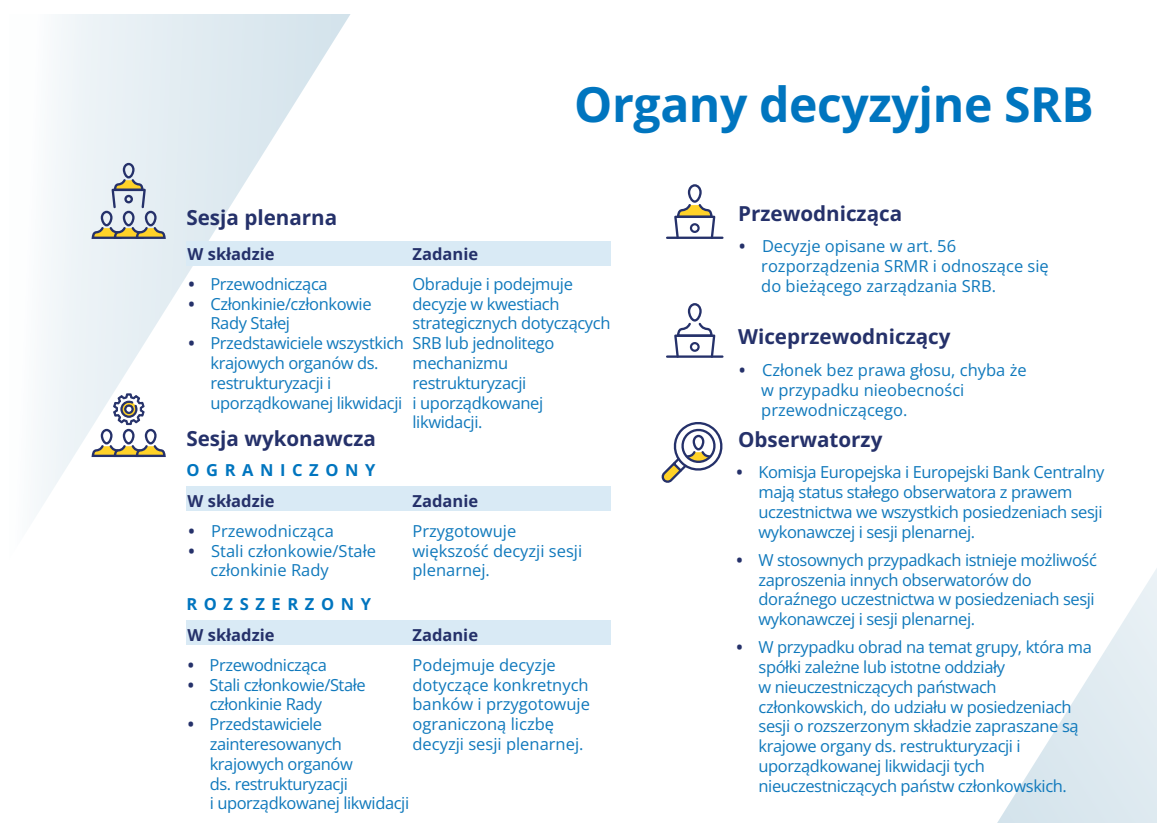 Organy decyzyjne SRB
Sesja plenarna
W składzie Zadanie
• Przewodnicząca
• Członkinie/członkowie
Rady Stałej
• Przedstawiciele wszystkich
krajowych organów ds.
restrukturyzacji i
uporządkowanej likwidacji
Obraduje i podejmuje
decyzje w kwestiach
strategicznych dotyczących
SRB lub jednolitego
mechanizmu
restrukturyzacji
i uporządkowanej
likwidacji.
Sesja wykonawcza
OGRANICZONY
W składzie Zadanie
• Przewodnicząca
• Stali członkowie/Stałe
członkinie Rady
Przygotowuje
większość decyzji sesji
plenarnej.
ROZSZERZONY
W składzie Zadanie
• Przewodnicząca
• Stali członkowie/Stałe
członkinie Rady
• Przedstawiciele
zainteresowanych
krajowych organów
ds. restrukturyzacji
i uporządkowanej likwidacji
Podejmuje decyzje
dotyczące konkretnych
banków i przygotowuje
ograniczoną liczbę
decyzji sesji plenarnej.
Przewodnicząca
• Decyzje opisane w art. 56
rozporządzenia SRMR i odnoszące się
do bieżącego zarządzania SRB.
Wiceprzewodniczący
• Członek bez prawa głosu, chyba że
w przypadku nieobecności
przewodniczącego.
Obserwatorzy
• Komisja Europejska i Europejski Bank Centralny
mają status stałego obserwatora z prawem
uczestnictwa we wszystkich posiedzeniach sesji
wykonawczej i sesji plenarnej.
• W stosownych przypadkach istnieje możliwość
zaproszenia innych obserwatorów do
doraźnego uczestnictwa w posiedzeniach sesji
wykonawczej i sesji plenarnej.
• W przypadku obrad na temat grupy, która ma
spółki zależne lub istotne oddziały
w nieuczestniczących państwach
członkowskich, do udziału w posiedzeniach
sesji o rozszerzonym składzie zapraszane są
krajowe organy ds. restrukturyzacji i
uporządkowanej likwidacji tych
nieuczestniczących państw członkowskich.